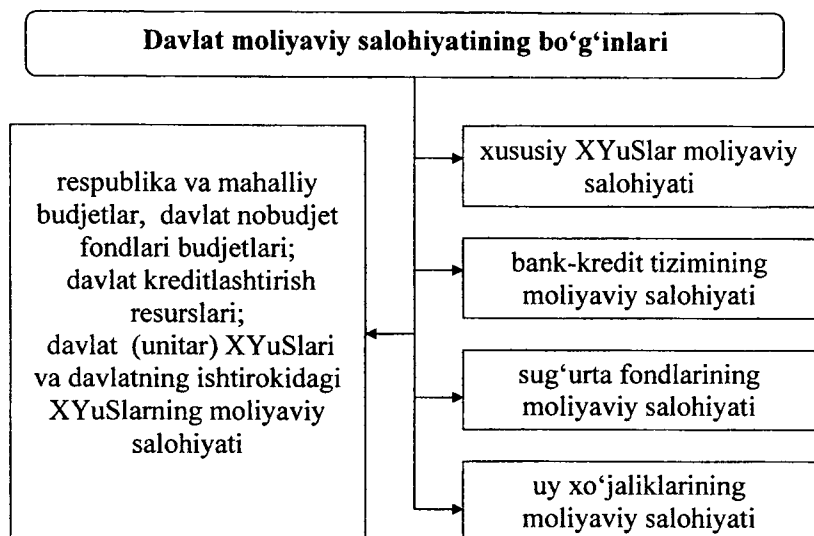 Davlat moliyaviy salohiyatining bo‘g‘inlari
respublika va mahalliy
budjetlar, davlat nobudjet
fondlari budjetlari;
davlat kreditlashtirish
resurslari;
davlat (unitar) XYuSlari
va davlatning ishtirokidagi
XYuSlarning moliyaviy
salohiyati
xususiy XYuSlar moliyaviy
salohiyati
bank-kredit tizimining
moliyaviy salohiyati
sug‘urta fondlarining
moliyaviy salohiyati
uy xo‘jaliklarining
moliyaviy salohiyati